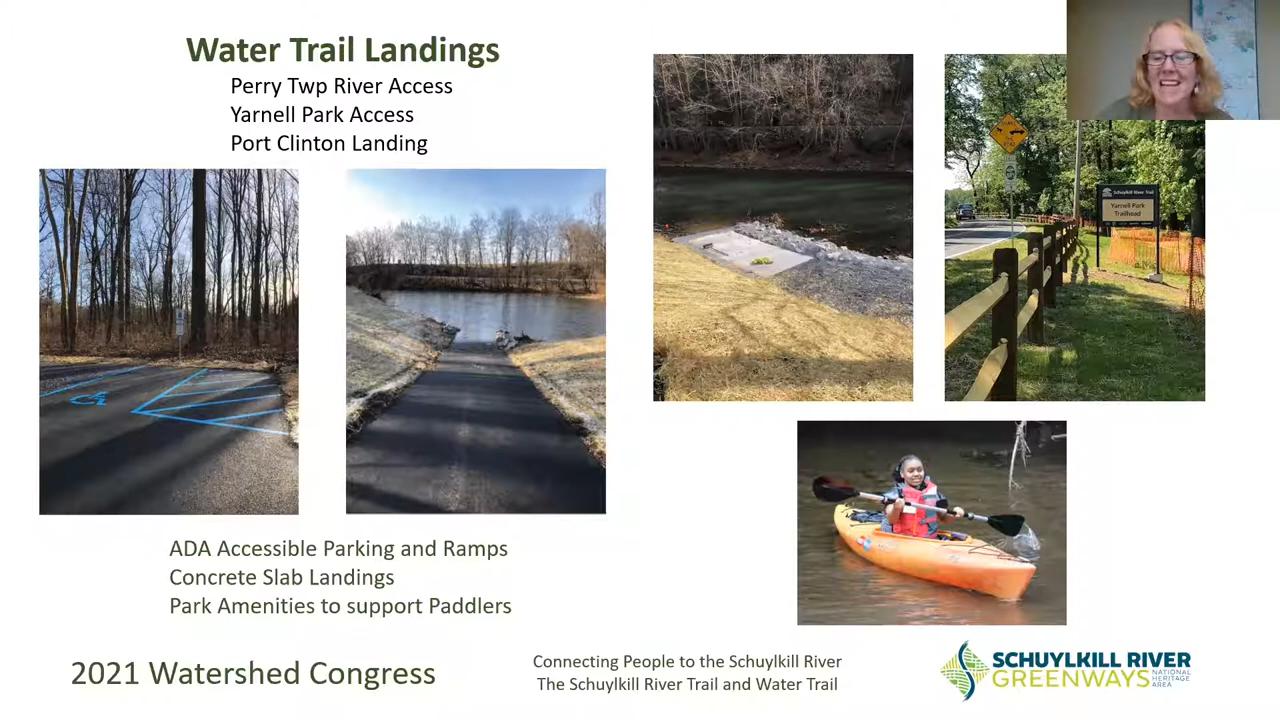 Water Trail Landings
Perry Twp River Access
Yarnell Park Access
Port Clinton Landing
Schuylkill River Trail
Yarnell Park
Trailhead
ADA Accessible Parking and Ramps
Concrete Slab Landings
Park Amenities to support Paddlers
2021 Watershed Congress
Connecting People to the Schuylkill River
The Schuylkill River Trail and Water Trail
SCHUYLKILL RIVER
GREENWAYS
NATIONAL
HERITAGE
AREA